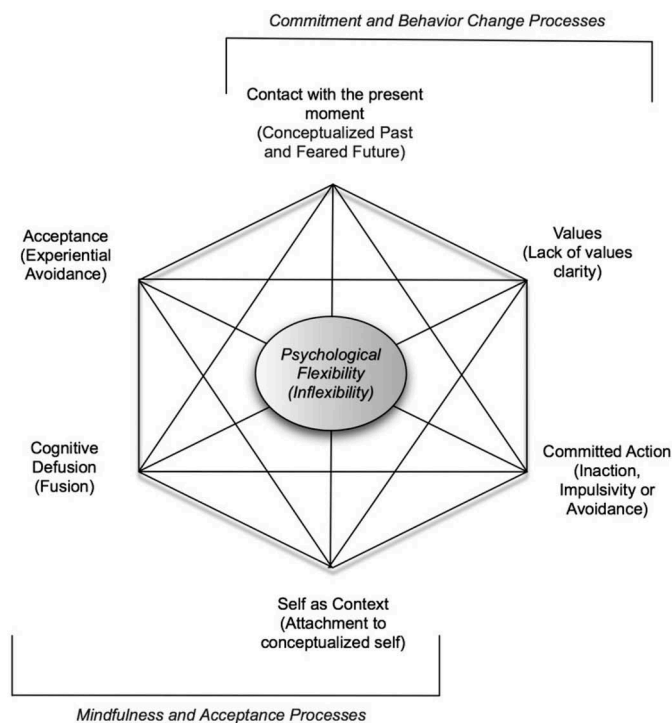 Commitment and Behavior Change Processes
Contact with the present
moment
(Conceptualized Past
and Feared Future)
Acceptance
(Experiential
Avoidance)
Values
(Lack of values
clarity)
Psychological
Flexibility
(Inflexibility)
Cognitive
Defusion
(Fusion)
Committed Action
(Inaction,
Impulsivity or
Avoidance)
Self as Context
(Attachment to
conceptualized self)
Mindfulness and Acceptance Processes